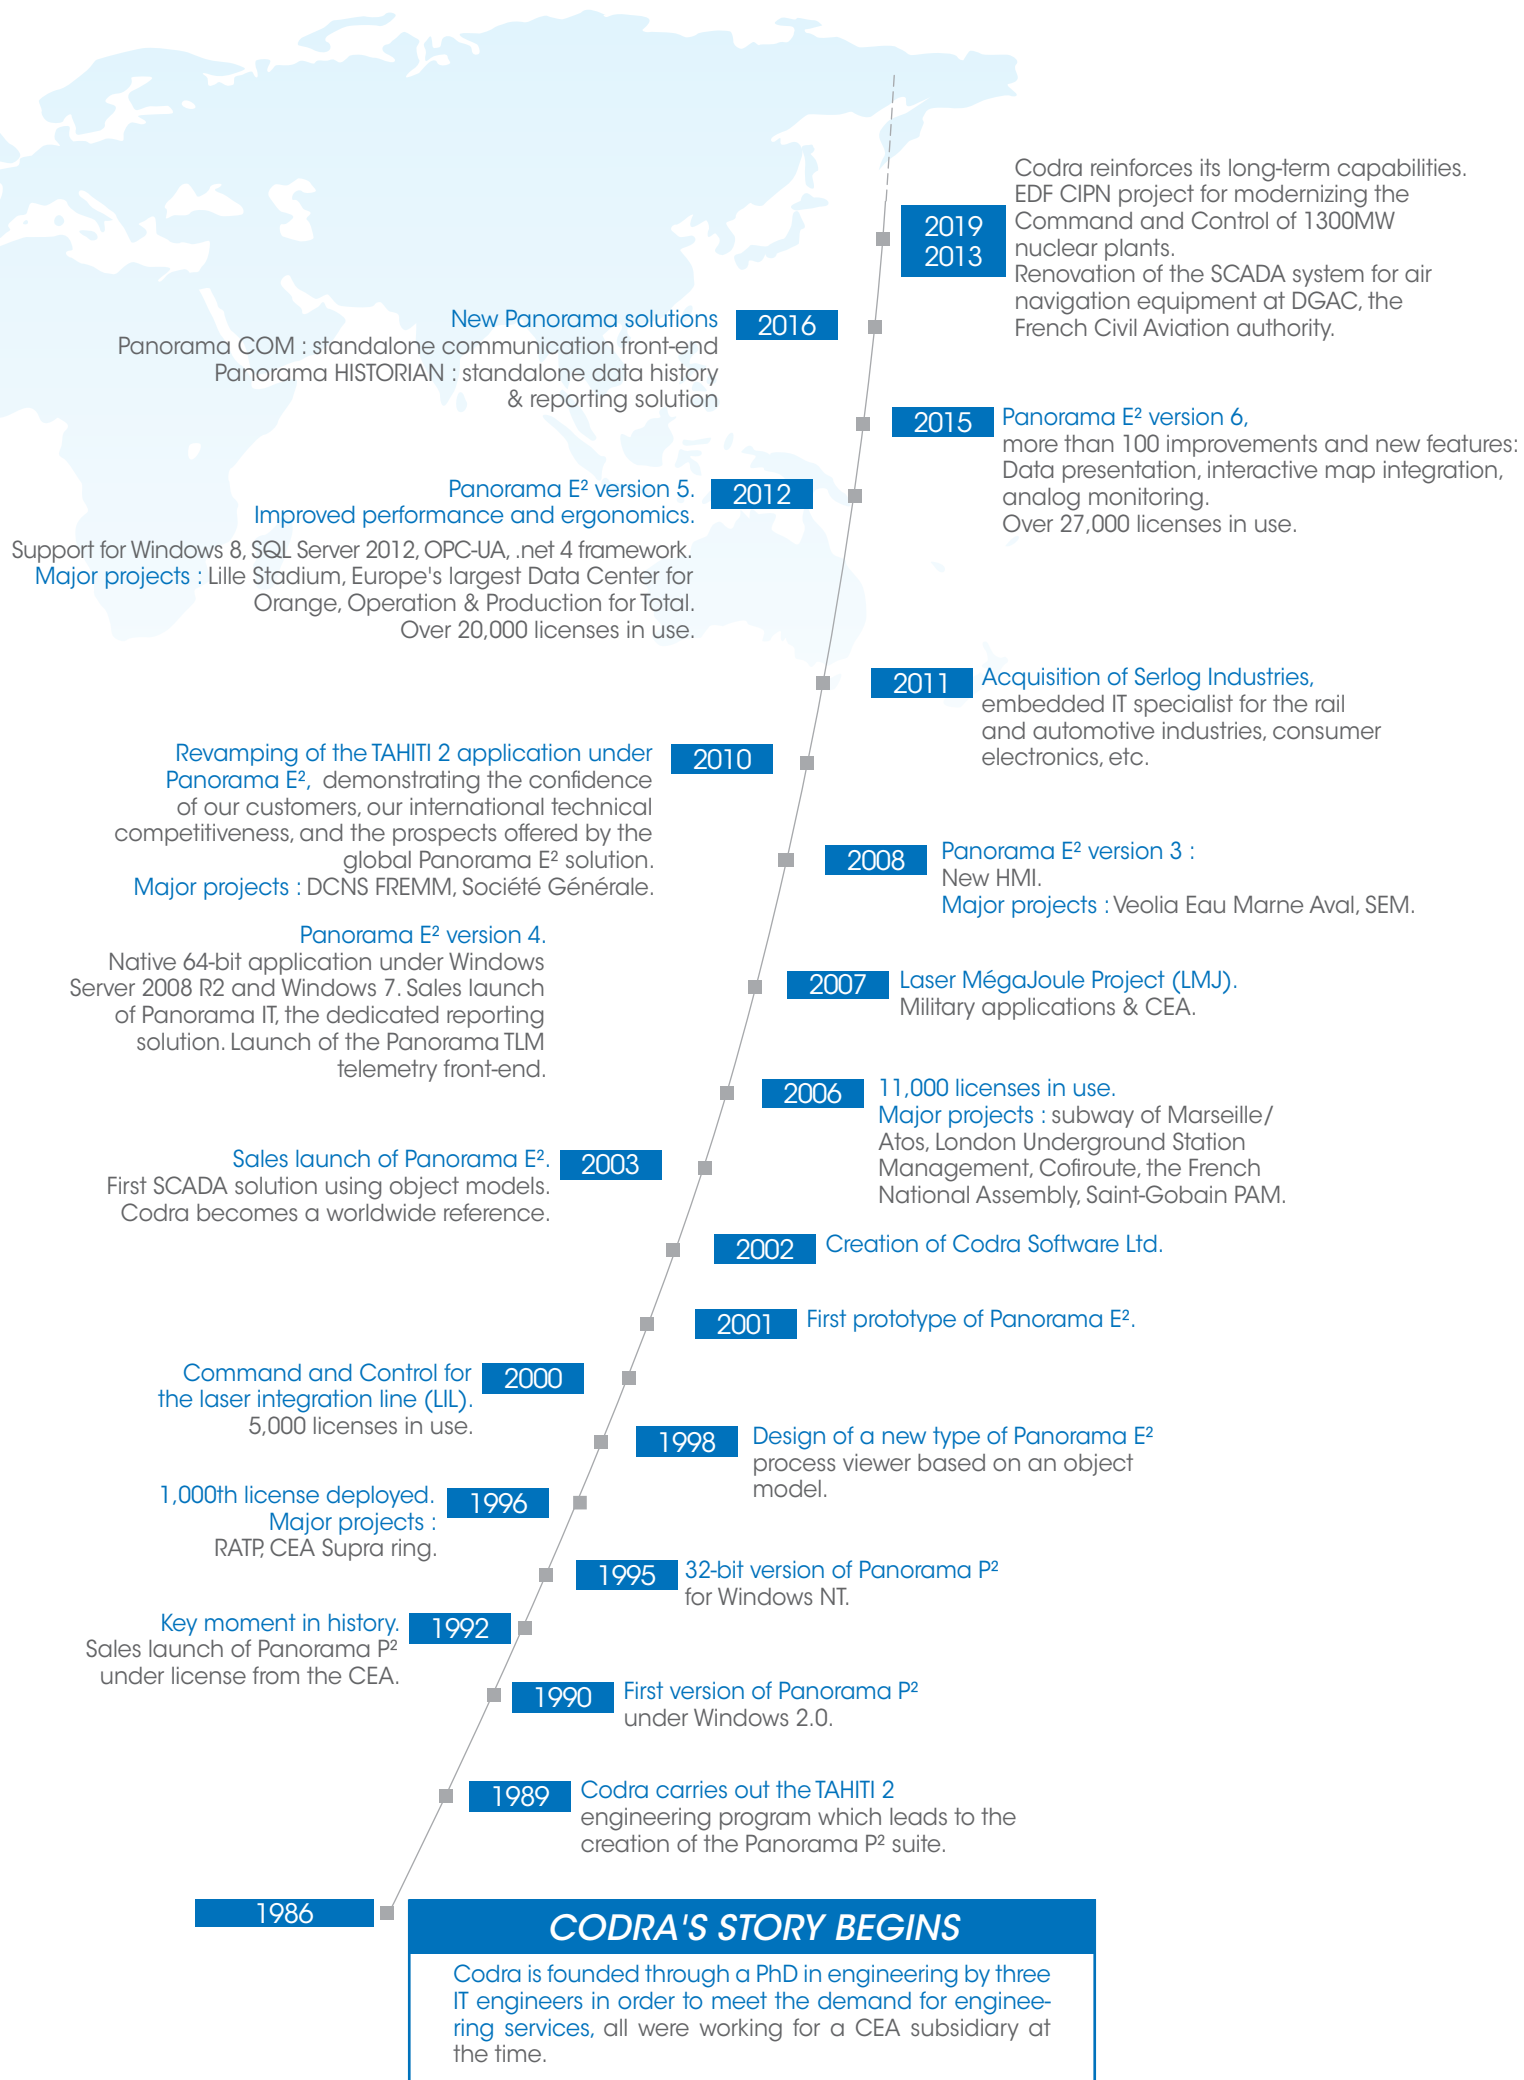 2019
2013
Codra reinforces its long-term capabilities.
EDF CIPN project for modernizing the
Command and Control of 1300MW
nuclear plants.
Renovation of the SCADA system for air
navigation equipment at DGAC, the
French Civil Aviation authority.
New Panorama solutions
Panorama COM : standalone communication front-end
Panorama HISTORIAN : standalone data history
& reporting solution
2016
2015
Panorama E² version 6,
more than 100 improvements and new features:
Data presentation, interactive map integration,
analog monitoring.
Over 27,000 licenses in use.
Panorama E² version 5.
Improved performance and ergonomics.
Support for Windows 8, SQL Server 2012, OPC-UA, .net 4 framework.
Major projects : Lille Stadium, Europe's largest Data Center for
Orange, Operation & Production for Total.
Over 20,000 licenses in use.
2012
2011
Acquisition of Serlog Industries,
embedded IT specialist for the rail
and automotive industries, consumer
electronics, etc.
Revamping of the TAHITI 2 application under
Panorama E², demonstrating the confidence
of our customers, our international technical
competitiveness, and the prospects offered by the
global Panorama E² solution.
Major projects : DCNS FREMM, Société Générale.
2010
Panorama E² version 4.
Native 64-bit application under Windows
Server 2008 R2 and Windows 7. Sales launch
of Panorama IT, the dedicated reporting
solution. Launch of the Panorama TLM
telemetry front-end.
2008
Panorama E² version 3 :
New HMI.
Major projects : Veolia Eau Marne Aval, SEM.
2007
Laser MégaJoule Project (LMJ).
Military applications & CEA.
2006
11,000 licenses in use.
Major projects : subway of Marseille/
Atos, London Underground Station
Management, Cofiroute, the French
National Assembly, Saint-Gobain PAM.
Sales launch of Panorama E².
First SCADA solution using object models.
Codra becomes a worldwide reference.
2003
2002
Creation of Codra Software Ltd.
2001
First prototype of Panorama E².
Command and Control for
the laser integration line (LIL).
5,000 licenses in use.
2000
1998
Design of a new type of Panorama E²
process viewer based on an object
model.
1,000th license deployed.
Major projects :
RATP, CEA Supra ring.
1996
1995
32-bit version of Panorama P²
for Windows NT.
Key moment in history.
Sales launch of Panorama P²
under license from the CEA.
1992
1990
First version of Panorama P²
under Windows 2.0.
1989
Codra carries out the TAHITI 2
engineering program which leads to the
creation of the Panorama P² suite.
1986
CODRA'S STORY BEGINS
Codra is founded through a PhD in engineering by three
IT engineers in order to meet the demand for enginee-
ring services, all were working for a CEA subsidiary at
the time.